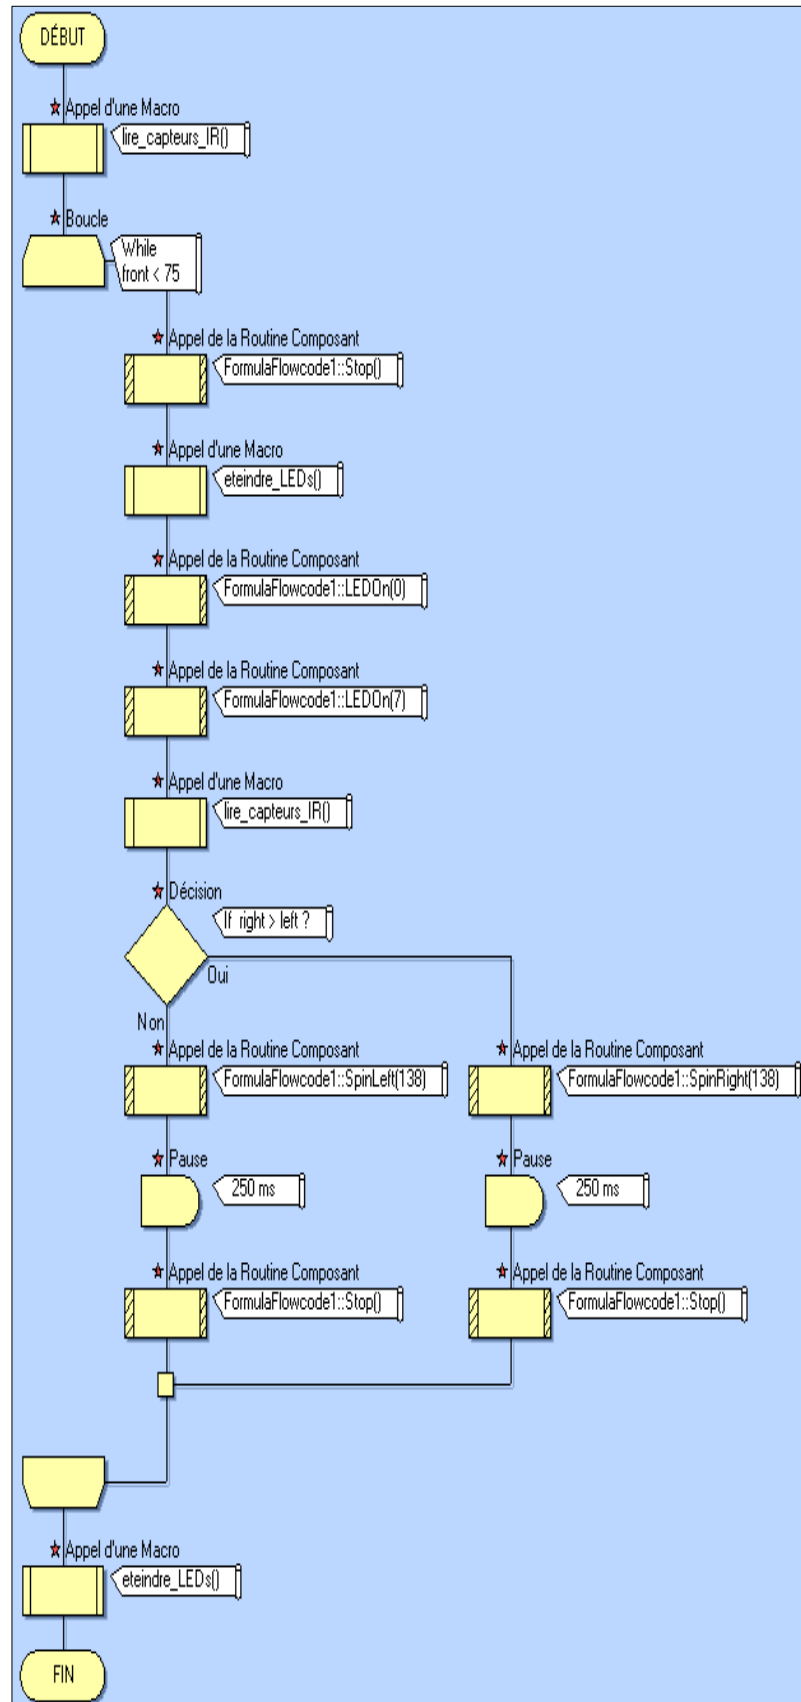 DÉBUT
Appel d'une Macro
lire_capteurs_IR()
Boucle
While
front < 75
Appel de la Routine Composant
FormulaFlowcode1::Stop()
Appel d'une Macro
eteindre_LEDs()
Appel de la Routine Composant
FormulaFlowcode1::LEDOn(0)
Appel de la Routine Composant
FormulaFlowcode1::LEDOn(7)
Appel d'une Macro
lire_capteurs_IR()
Décision
If right > left ?
Oui
Non
Appel de la Routine Composant
FormulaFlowcode1::SpinLeft(138)
Appel de la Routine Composant
FormulaFlowcode1::SpinRight(138)
Pause
250 ms
Pause
250 ms
Appel de la Routine Composant
FormulaFlowcode1::Stop()
Appel de la Routine Composant
FormulaFlowcode1::Stop()
Appel d'une Macro
eteindre_LEDs()
FIN